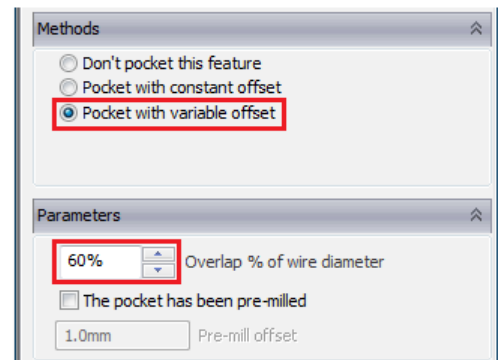 Methods
Don't pocket this feature
Pocket with constant offset
Pocket with variable offset
Parameters
60% Overlap % of wire diameter
The pocket has been pre-milled
1.0mm Pre-mill offset